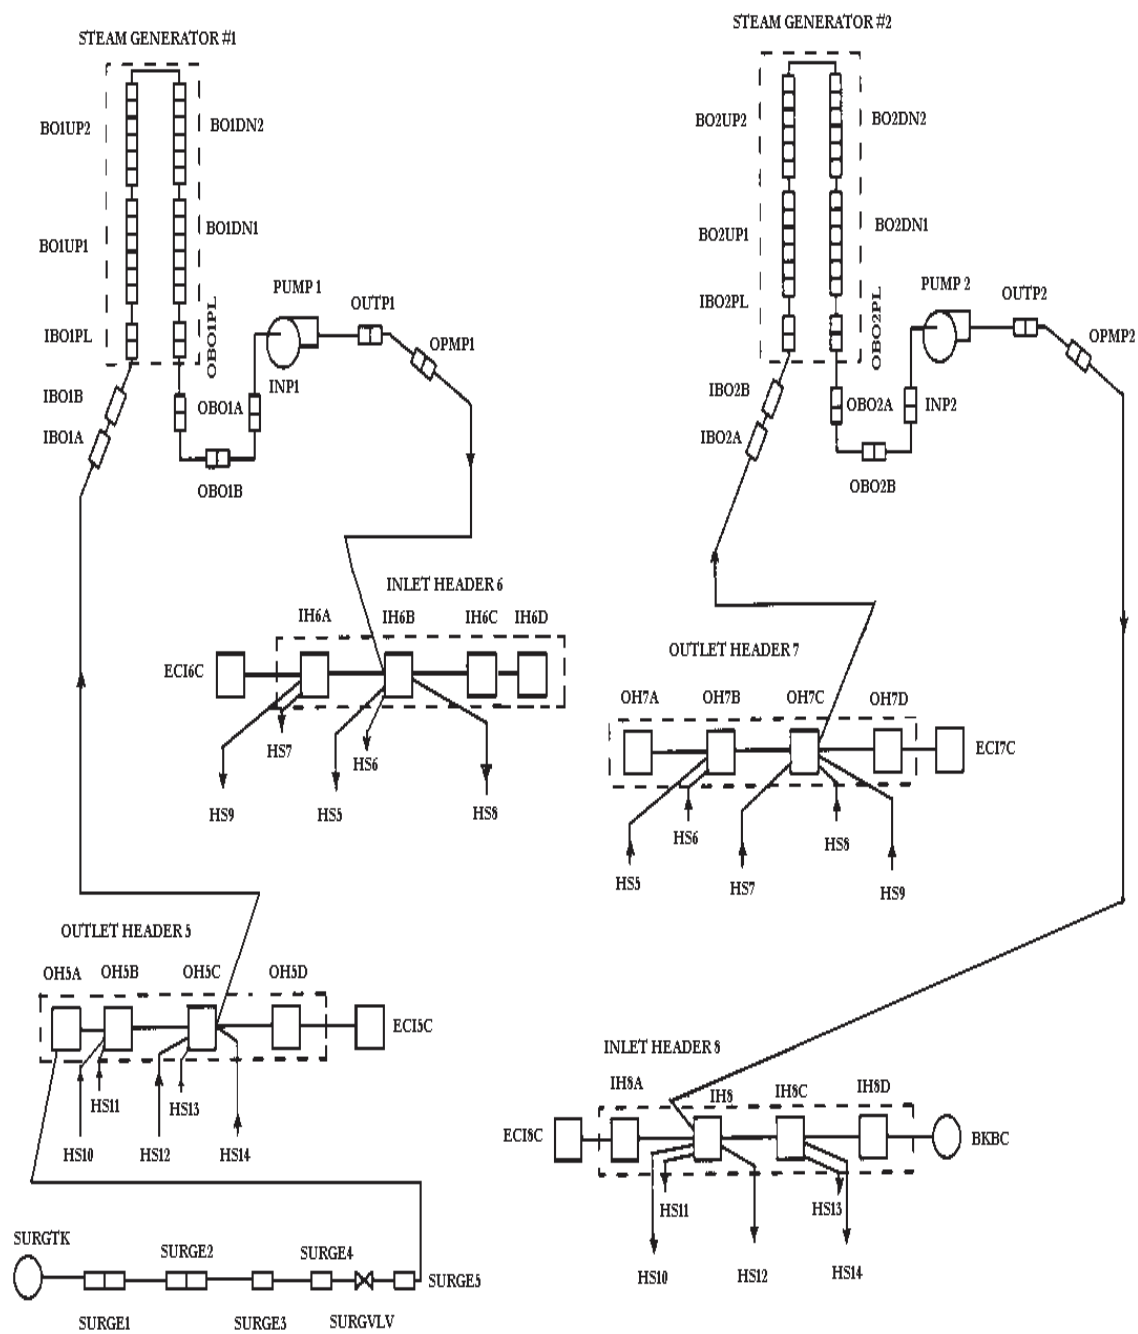 STEAM GENERATOR #1
BO1UP2
BO1DN2
BO1UP1
BO1DN1
IBO1PL
OBO1PL
PUMP 1
OUTP1
OPMP1
INP1
IBO1B
IBO1A
OBO1A
OBO1B
STEAM GENERATOR #2
BO2UP2
BO2DN2
BO2UP1
BO2DN1
IBO2PL
OBO2PL
PUMP 2
OUTP2
OPMP2
IBO2B
IBO2A
OBO2A
INP2
OBO2B
INLET HEADER 6
IH6A
IH6B
IH6C
IH6D
ECI6C
HS7
HS6
HS9
HS5
HS8
OUTLET HEADER 7
OH7A
OH7B
OH7C
OH7D
ECI7C
HS6
HS8
HS5
HS7
HS9
OUTLET HEADER 5
OH5A
OH5B
OH5C
OH5D
ECI5C
HS11
HS13
HS10
HS12
HS14
INLET HEADER 8
IH8A
IH8
IH8C
IH8D
ECI8C
BKBC
HS11
HS13
HS10
HS12
HS14
SURGTK
SURGE2
SURGE4
SURGE5
SURGE1
SURGE3
SURGVLV